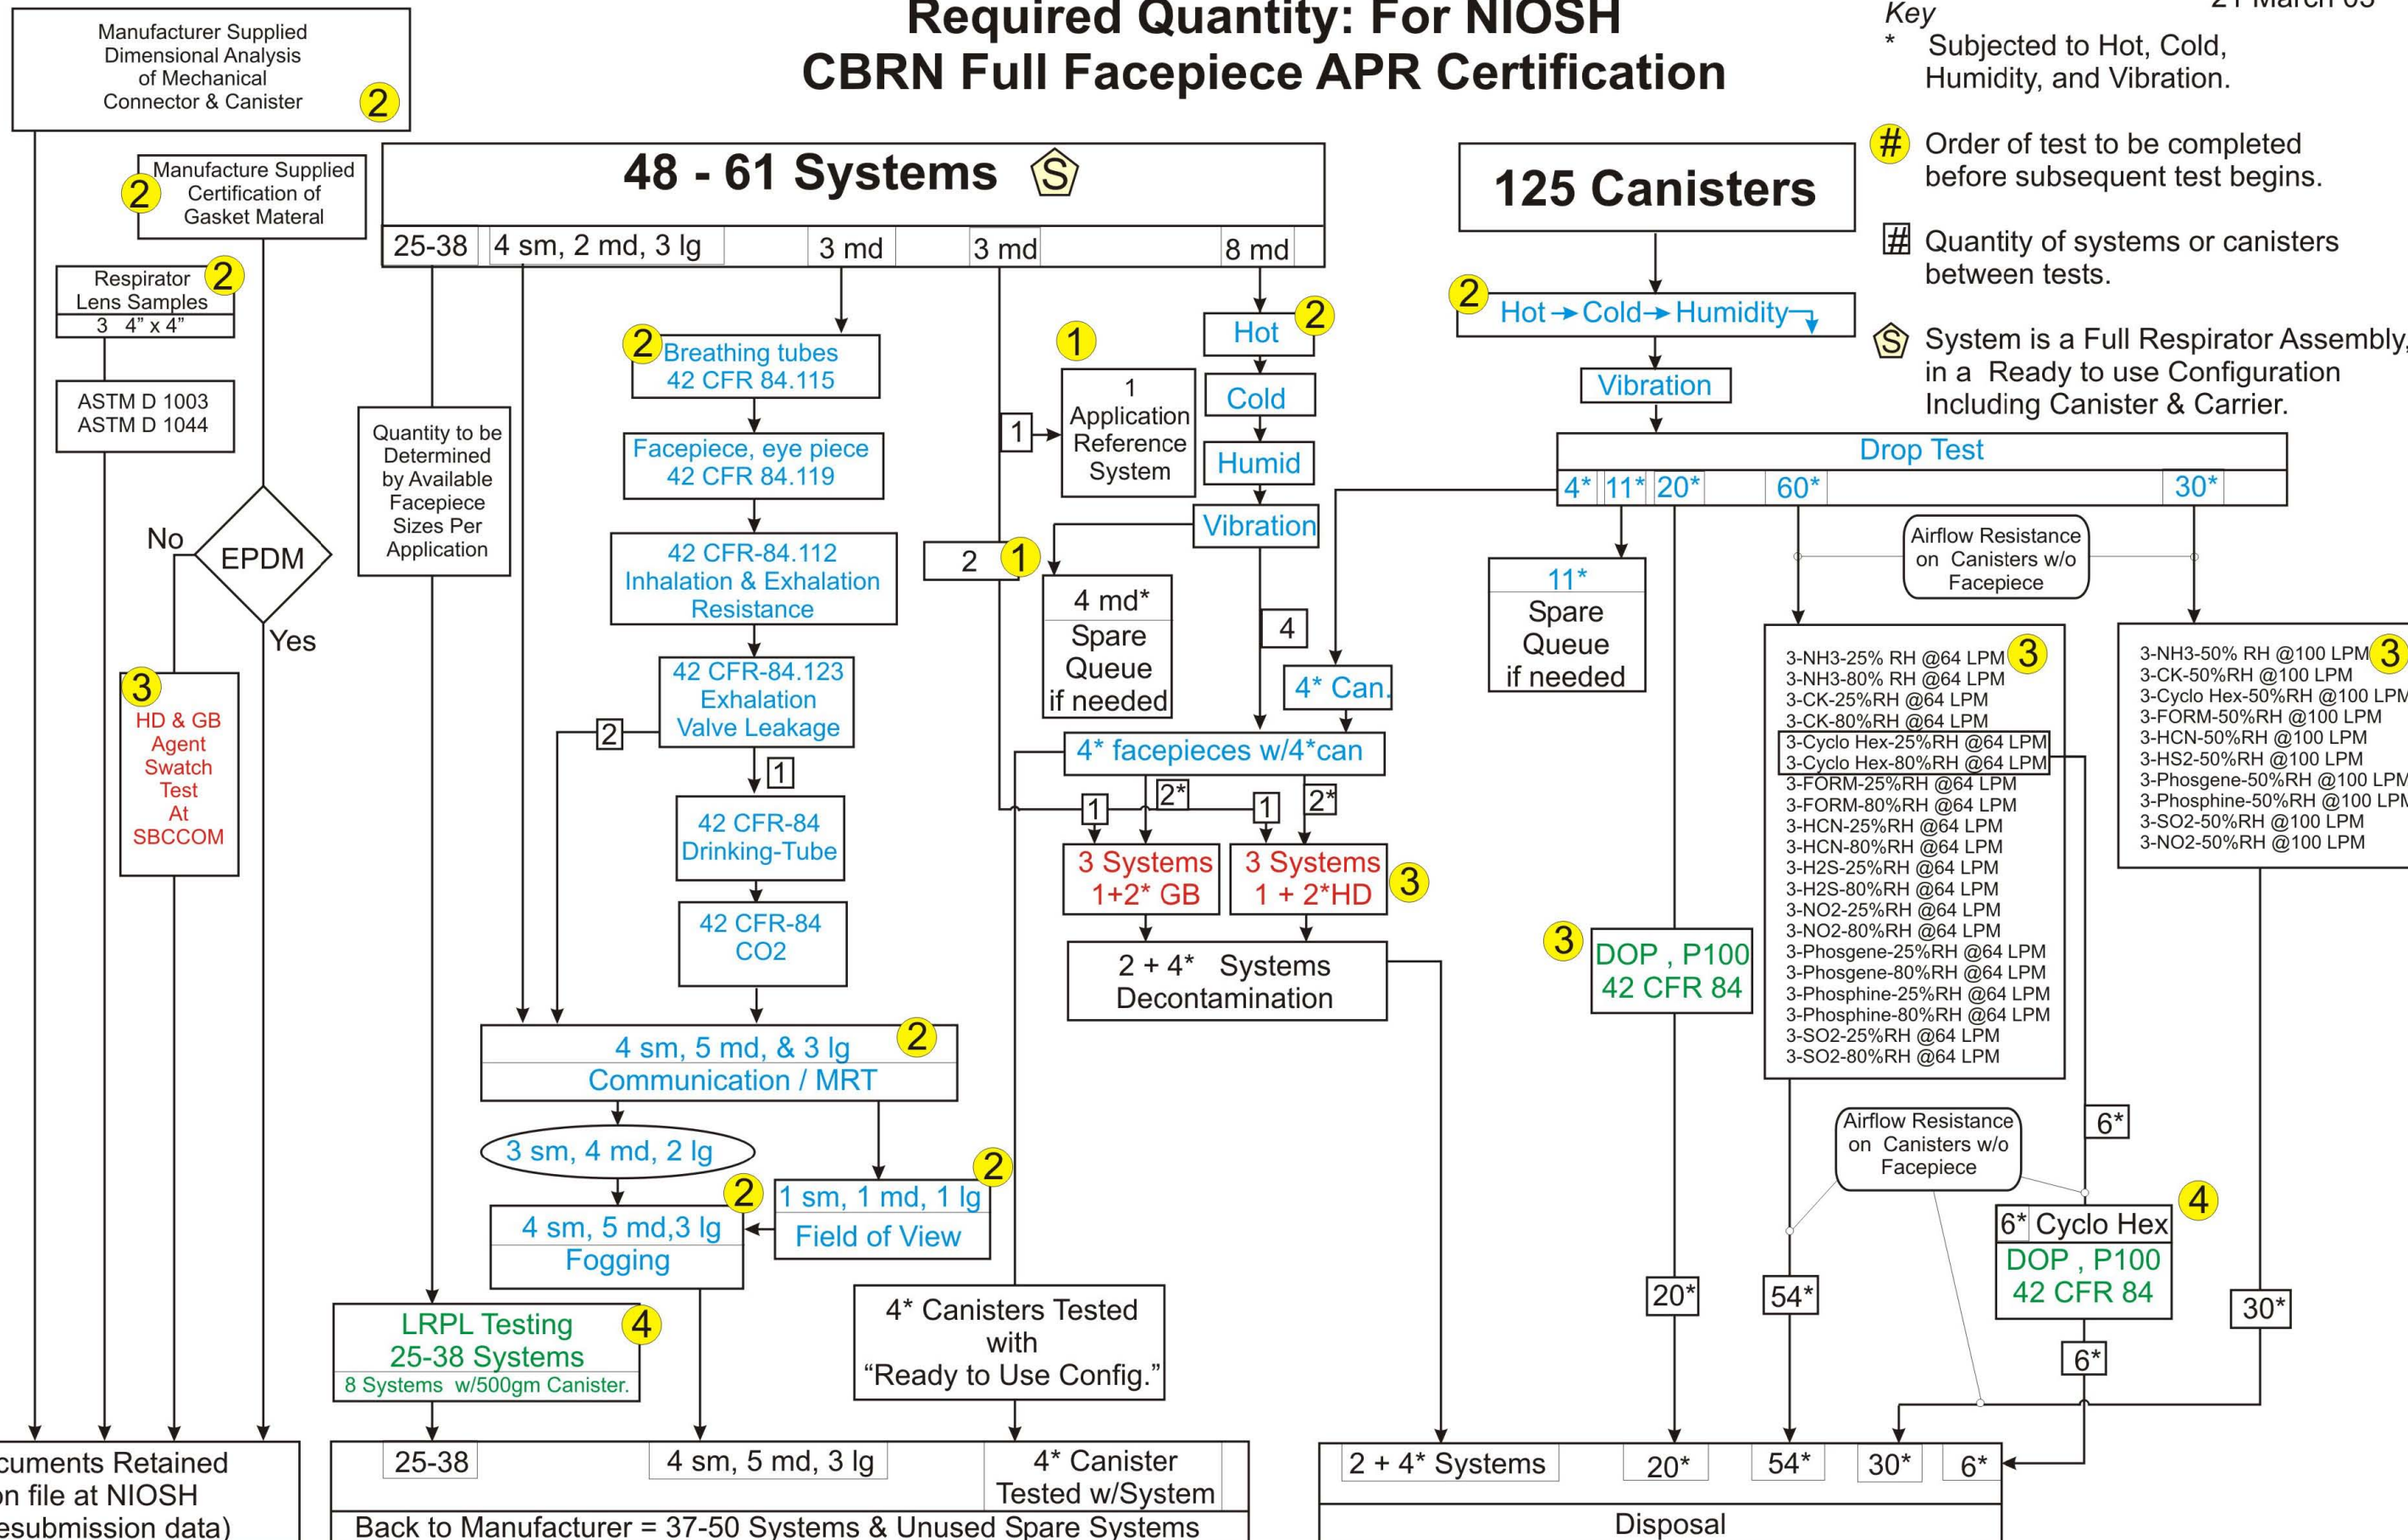 Required Quantity: For NIOSH
CBRN Full Facepiece APR Certification
Key
* Subjected to Hot, Cold,
Humidity, and Vibration.
# Order of test to be completed
before subsequent test begins.
# Quantity of systems or canisters
between tests.
S System is a Full Respirator Assembly,
in a Ready to use Configuration
Including Canister & Carrier.
Manufacturer Supplied
Dimensional Analysis
of Mechanical
Connector & Canister
2
Manufacture Supplied
2
Certification of
Gasket Materal
Respirator
2
Lens Samples
3 4” x 4”
ASTM D 1003
ASTM D 1044
EPDM
No
Yes
3
HD & GB
Agent
Swatch
Test
At
SBCCOM
48 - 61 Systems S
25-38
4 sm, 2 md, 3 lg
3 md
3 md
8 md
Quantity to be
Determined
by Available
Facepiece
Sizes Per
Application
2
Breathing tubes
42 CFR 84.115
Facepiece, eye piece
42 CFR 84.119
42 CFR-84.112
Inhalation & Exhalation
Resistance
42 CFR-84.123
Exhalation
Valve Leakage
2
1
42 CFR-84
Drinking-Tube
42 CFR-84
CO2
4 sm, 5 md, & 3 lg
2
Communication / MRT
3 sm, 4 md, 2 lg
2
1 sm, 1 md, 1 lg
Field of View
2
4 sm, 5 md,3 lg
Fogging
LRPL Testing
4
25-38 Systems
8 Systems w/500gm Canister.
1
1
1
Application
Reference
System
2
1
Hot
2
Cold
Humid
Vibration
4 md*
Spare
Queue
if needed
4
4* Can.
4* facepieces w/4*can
1
2*
1
2*
3 Systems
1+2* GB
3 Systems
1 + 2*HD
3
2 + 4* Systems
Decontamination
4* Canisters Tested
with
“Ready to Use Config.”
125 Canisters
2
Hot Cold Humidity
Vibration
Drop Test
4* 11* 20* 60* 30*
11*
Spare
Queue
if needed
Airflow Resistance
on Canisters w/o
Facepiece
3
DOP , P100
42 CFR 84
3-NH3-25% RH @64 LPM
3
3-NH3-80% RH @64 LPM
3-CK-25%RH @64 LPM
3-CK-80%RH @64 LPM
3-Cyclo Hex-25%RH @64 LPM
3-Cyclo Hex-80%RH @64 LPM
3-FORM-25%RH @64 LPM
3-FORM-80%RH @64 LPM
3-HCN-25%RH @64 LPM
3-HCN-80%RH @64 LPM
3-H2S-25%RH @64 LPM
3-H2S-80%RH @64 LPM
3-NO2-25%RH @64 LPM
3-NO2-80%RH @64 LPM
3-Phosgene-25%RH @64 LPM
3-Phosgene-80%RH @64 LPM
3-Phosphine-25%RH @64 LPM
3-Phosphine-80%RH @64 LPM
3-SO2-25%RH @64 LPM
3-SO2-80%RH @64 LPM
3-NH3-50% RH @100 LPM
3
3-CK-50%RH @100 LPM
3-Cyclo Hex-50%RH @100 LPM
3-FORM-50%RH @100 LPM
3-HCN-50%RH @100 LPM
3-HS2-50%RH @100 LPM
3-Phosgene-50%RH @100 LPM
3-Phosphine-50%RH @100 LPM
3-SO2-50%RH @100 LPM
3-NO2-50%RH @100 LPM
Airflow Resistance
on Canisters w/o
Facepiece
6*
4
6* Cyclo Hex
DOP , P100
42 CFR 84
20*
54*
6*
30*
on file at NIOSH
Retained
25-38
4 sm, 5 md, 3 lg
4* Canister
Tested w/System
Back to Manufacturer = 37-50 Systems & Unused Spare Systems
2 + 4* Systems
20*
54*
30*
6*
Disposal